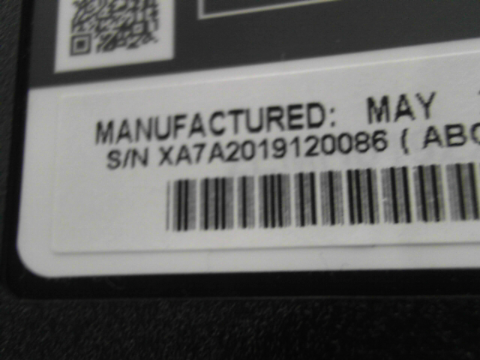 MANUFACTURED: MAY
S/N XA7A2019120086 ( ABC